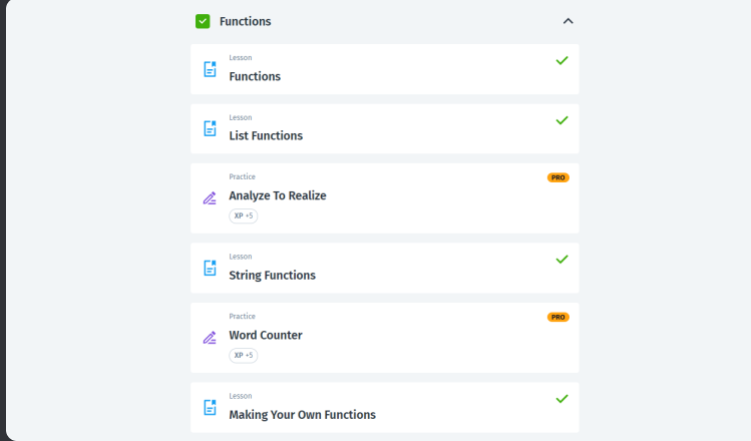 Functions
Lesson
Functions
Lesson
List Functions
Practice
PRO
Analyze To Realize
XP +5
Lesson
String Functions
Practice
PRO
Word Counter
XP +5
Lesson
Making Your Own Functions